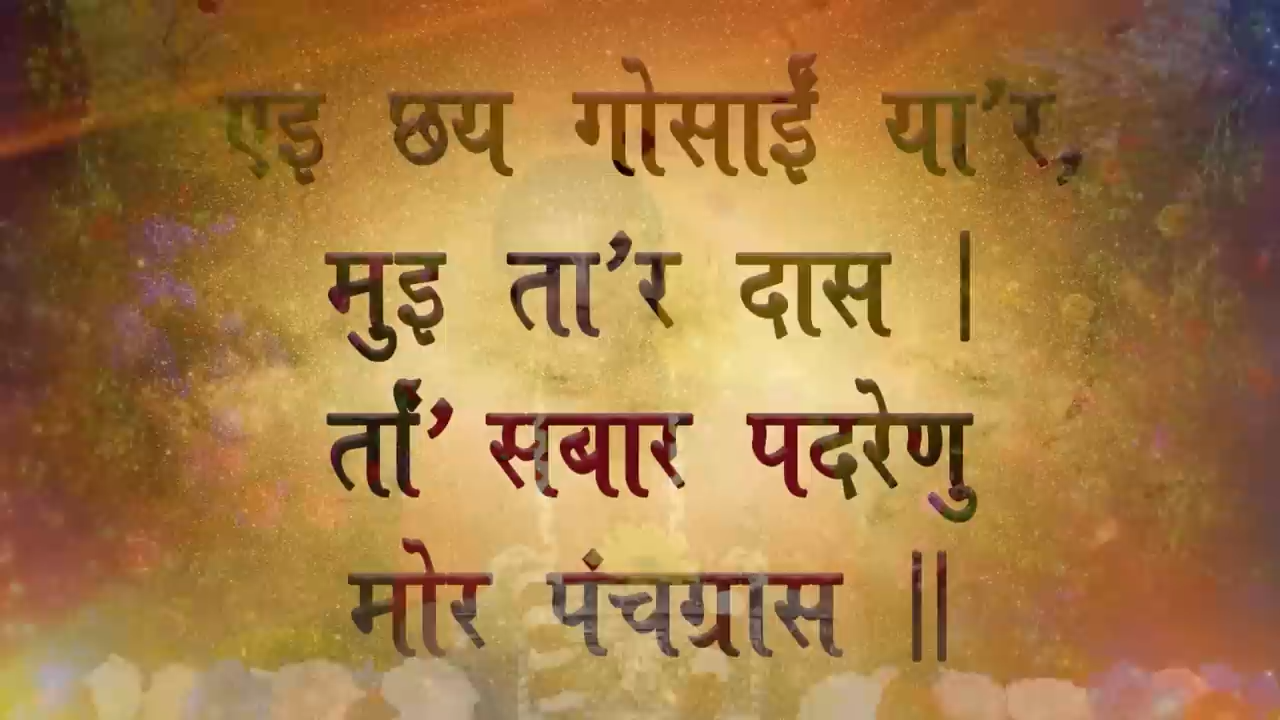 एइ छय गोसाईं या’र,
मुइ ता’र दास |
ताँ’ सबार पदरेणु
मोर पंचग्रास ||